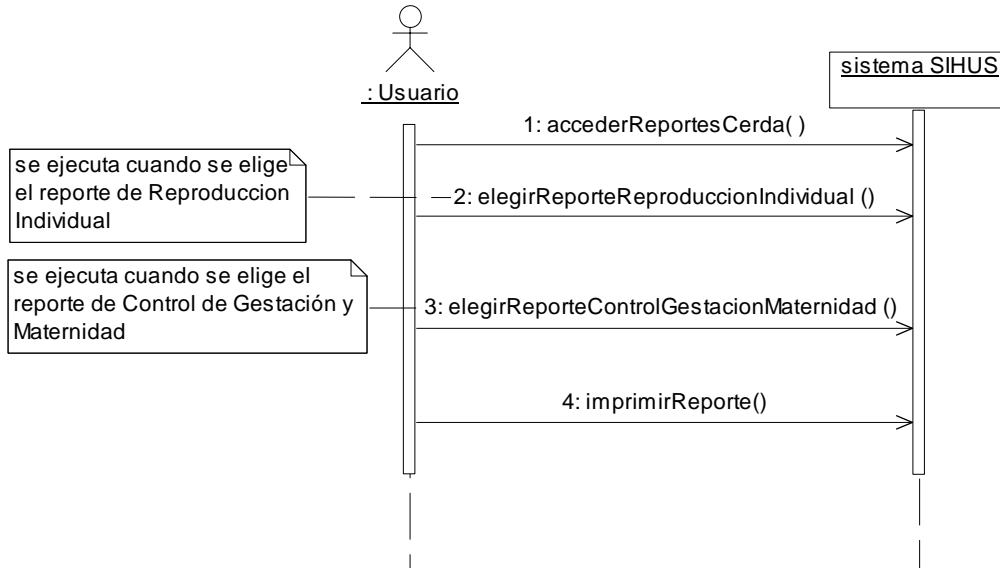 : Usuario
sistema SIHUS
1: accederReportesCerda( )
se ejecuta cuando se elige
el reporte de Reproduccion
Individual
2: elegirReporteReproduccionIndividual ()
se ejecuta cuando se elige el
reporte de Control de Gestación y
Maternidad
3: elegirReporteControlGestacionMaternidad ()
4: imprimirReporte()